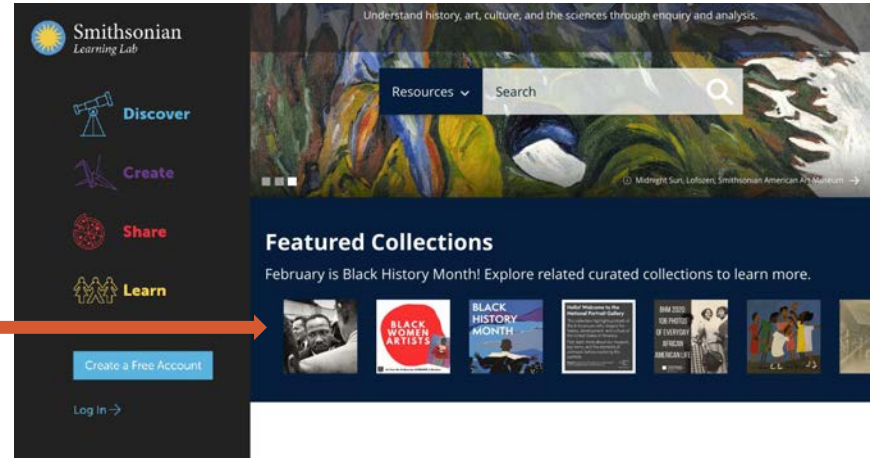 Smithsonian
Learning Lab
Discover
Create
Share
Learn
Create a Free Account
Log In →
Understand history, art, culture, and the sciences through enquiry and analysis.
Resources
Search
Midnight Sun, Lofozen, Smithsonian American Art Museum →
Featured Collections
February is Black History Month! Explore related curated collections to learn more.
BLACK
WOMEN
ARTISTS
BLACK
HISTORY
MONTH
Hello! Welcome to the
National Portrait Gallery
BHM 2020
106 PHOTOS
OF EVERYDAY
AFRICAN
AMERICAN LIFE